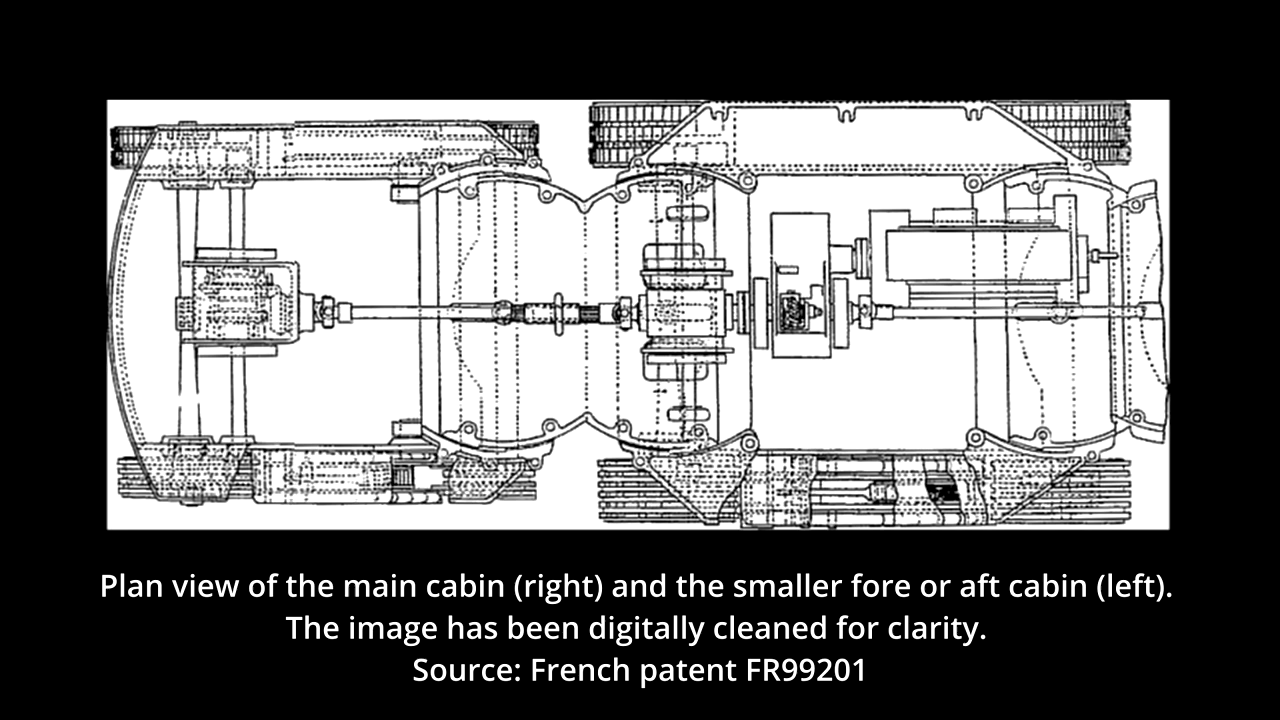 Plan view of the main cabin (right) and the smaller fore or aft cabin (left).
The image has been digitally cleaned for clarity.
Source: French patent FR99201